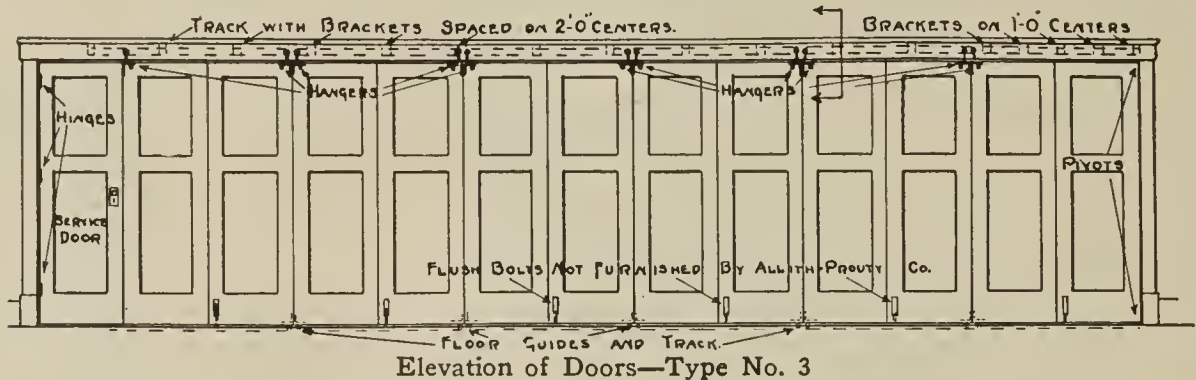 TRACK WITH BRACKETS SPACED ON 2'-0" CENTERS.
BRACKETS ON 1'-0" CENTERS
HANGERS
HANGERS
HINGES
PIVOTS
SERVICE
DOOR
FLUSH BOLTS NOT FURNISHED BY ALLITH-PROUTY CO.
FLOOR GUIDES AND TRACK.
Elevation of Doors—Type No. 3